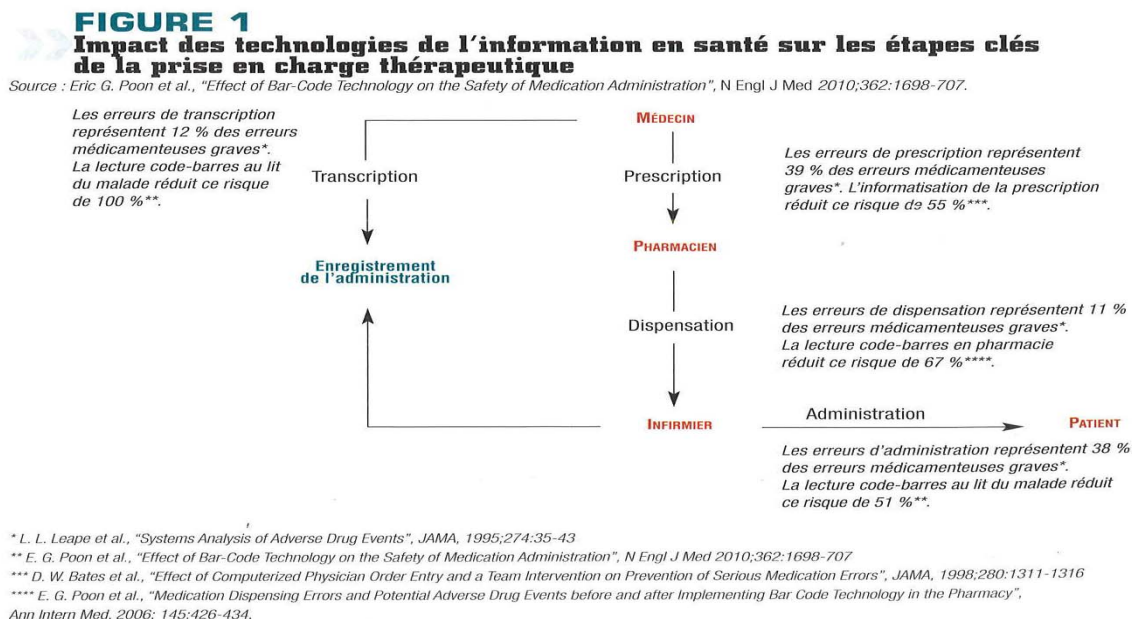 FIGURE 1
Impact des technologies de l'information en santé sur les étapes clés
de la prise en charge thérapeutique
Source : Eric G. Poon et al., "Effect of Bar-Code Technology on the Safety of Medication Administration", N Engl J Med 2010;362:1698-707.
Les erreurs de transcription
représentent 12 % des erreurs
médicamenteuses graves*.
La lecture code-barres au lit
du malade réduit ce risque
de 100 %**.
MÉDECIN
Transcription
Prescription
Les erreurs de prescription représentent
39 % des erreurs médicamenteuses
graves*. L'informatisation de la prescription
réduit ce risque de 55 %***.
PHARMACIEN
Enregistrement
de l'administration
Dispensation
Les erreurs de dispensation représentent 11 %
des erreurs médicamenteuses graves*.
La lecture code-barres en pharmacie
réduit ce risque de 67 %****.
INFIRMIER
Administration
PATIENT
Les erreurs d'administration représentent 38 %
des erreurs médicamenteuses graves*.
La lecture code-barres au lit du malade réduit
ce risque de 51 %**.
* L. L. Leape et al., "Systems Analysis of Adverse Drug Events", JAMA, 1995;274:35-43
** E. G. Poon et al., "Effect of Bar-Code Technology on the Safety of Medication Administration", N Engl J Med 2010;362:1698-707
*** D. W. Bates et al., "Effect of Computerized Physician Order Entry and a Team Intervention on Prevention of Serious Medication Errors", JAMA, 1998;280:1311-1316
**** E. G. Poon et al., "Medication Dispensing Errors and Potential Adverse Drug Events before and after Implementing Bar Code Technology in the Pharmacy",
Ann Intern Med. 2006; 145:426-434.